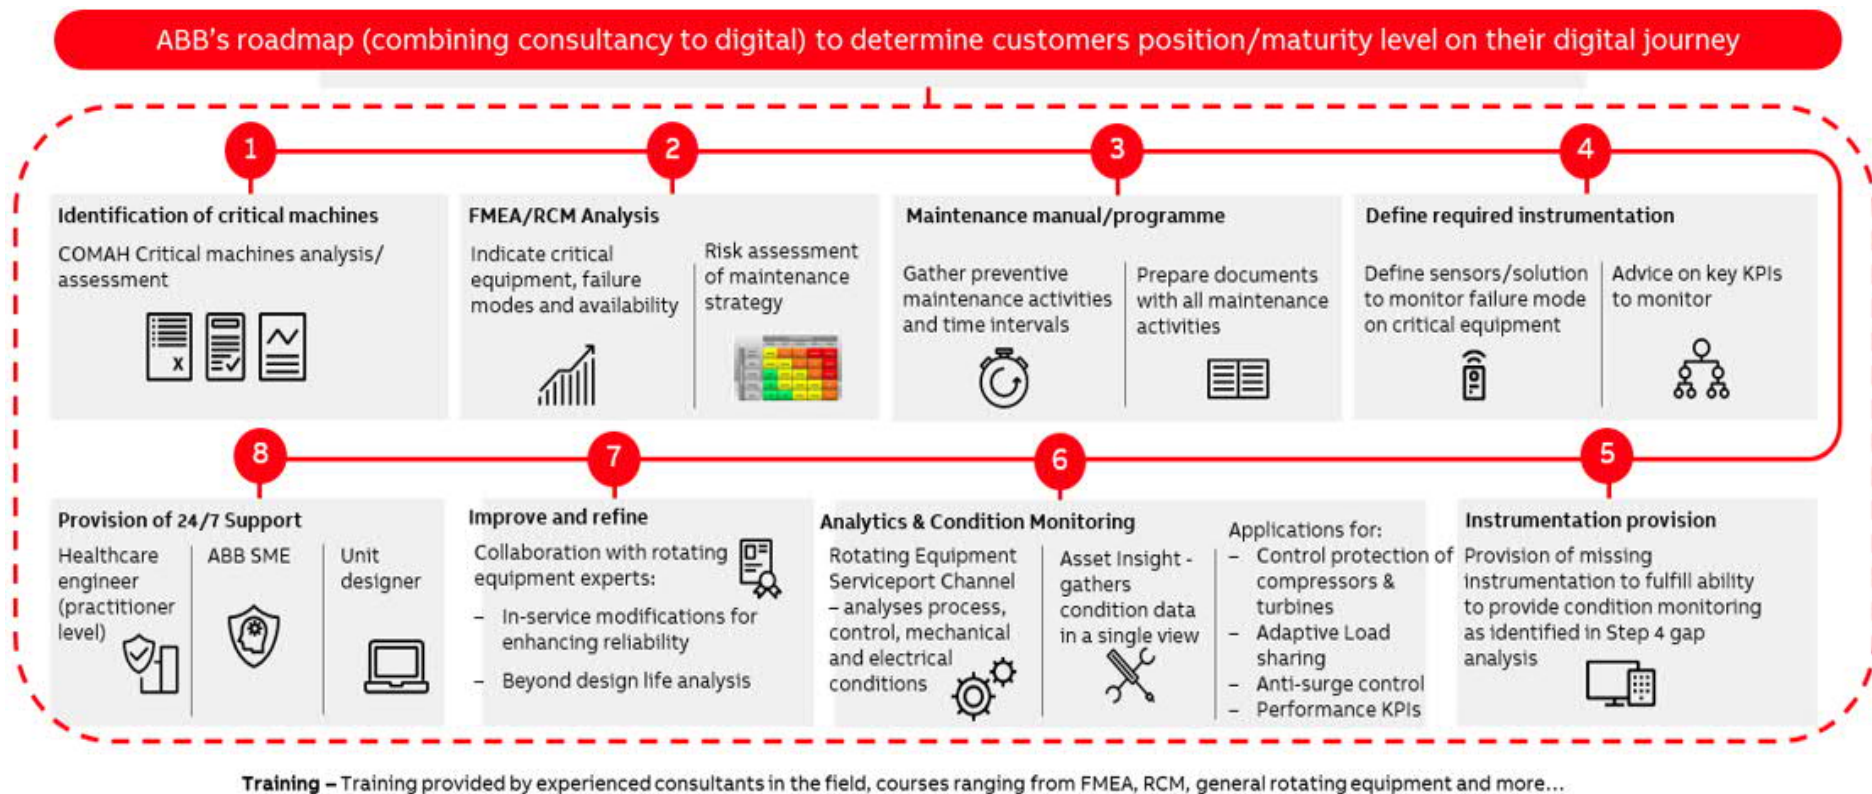 ABB's roadmap (combining consultancy to digital) to determine customers position/maturity level on their digital journey
1
2
3
4
Identification of critical machines
COMAH Critical machines analysis/
assessment
X
FMEA/RCM Analysis
Indicate critical
equipment, failure
modes and availability
Risk assessment
of maintenance
strategy
Maintenance manual/programme
Gather preventive
maintenance activities
and time intervals
Prepare documents
with all maintenance
activities
Define required instrumentation
Define sensors/solution
to monitor failure mode
on critical equipment
Advice on key KPIs
to monitor
8
7
6
5
Provision of 24/7 Support
Healthcare
engineer
(practitioner
level)
ABB SME
Unit
designer
Improve and refine
Collaboration with rotating
equipment experts:
– In-service modifications for
enhancing reliability
– Beyond design life analysis
Analytics & Condition Monitoring
Rotating Equipment
Serviceport Channel
– analyses process,
control, mechanical
and electrical
conditions
Asset Insight -
gathers
condition data
in a single view
Applications for:
– Control protection of
compressors &
turbines
– Adaptive Load
sharing
– Anti-surge control
– Performance KPIs
Instrumentation provision
Provision of missing
instrumentation to fulfill ability
to provide condition monitoring
as identified in Step 4 gap
analysis
Training – Training provided by experienced consultants in the field, courses ranging from FMEA, RCM, general rotating equipment and more...